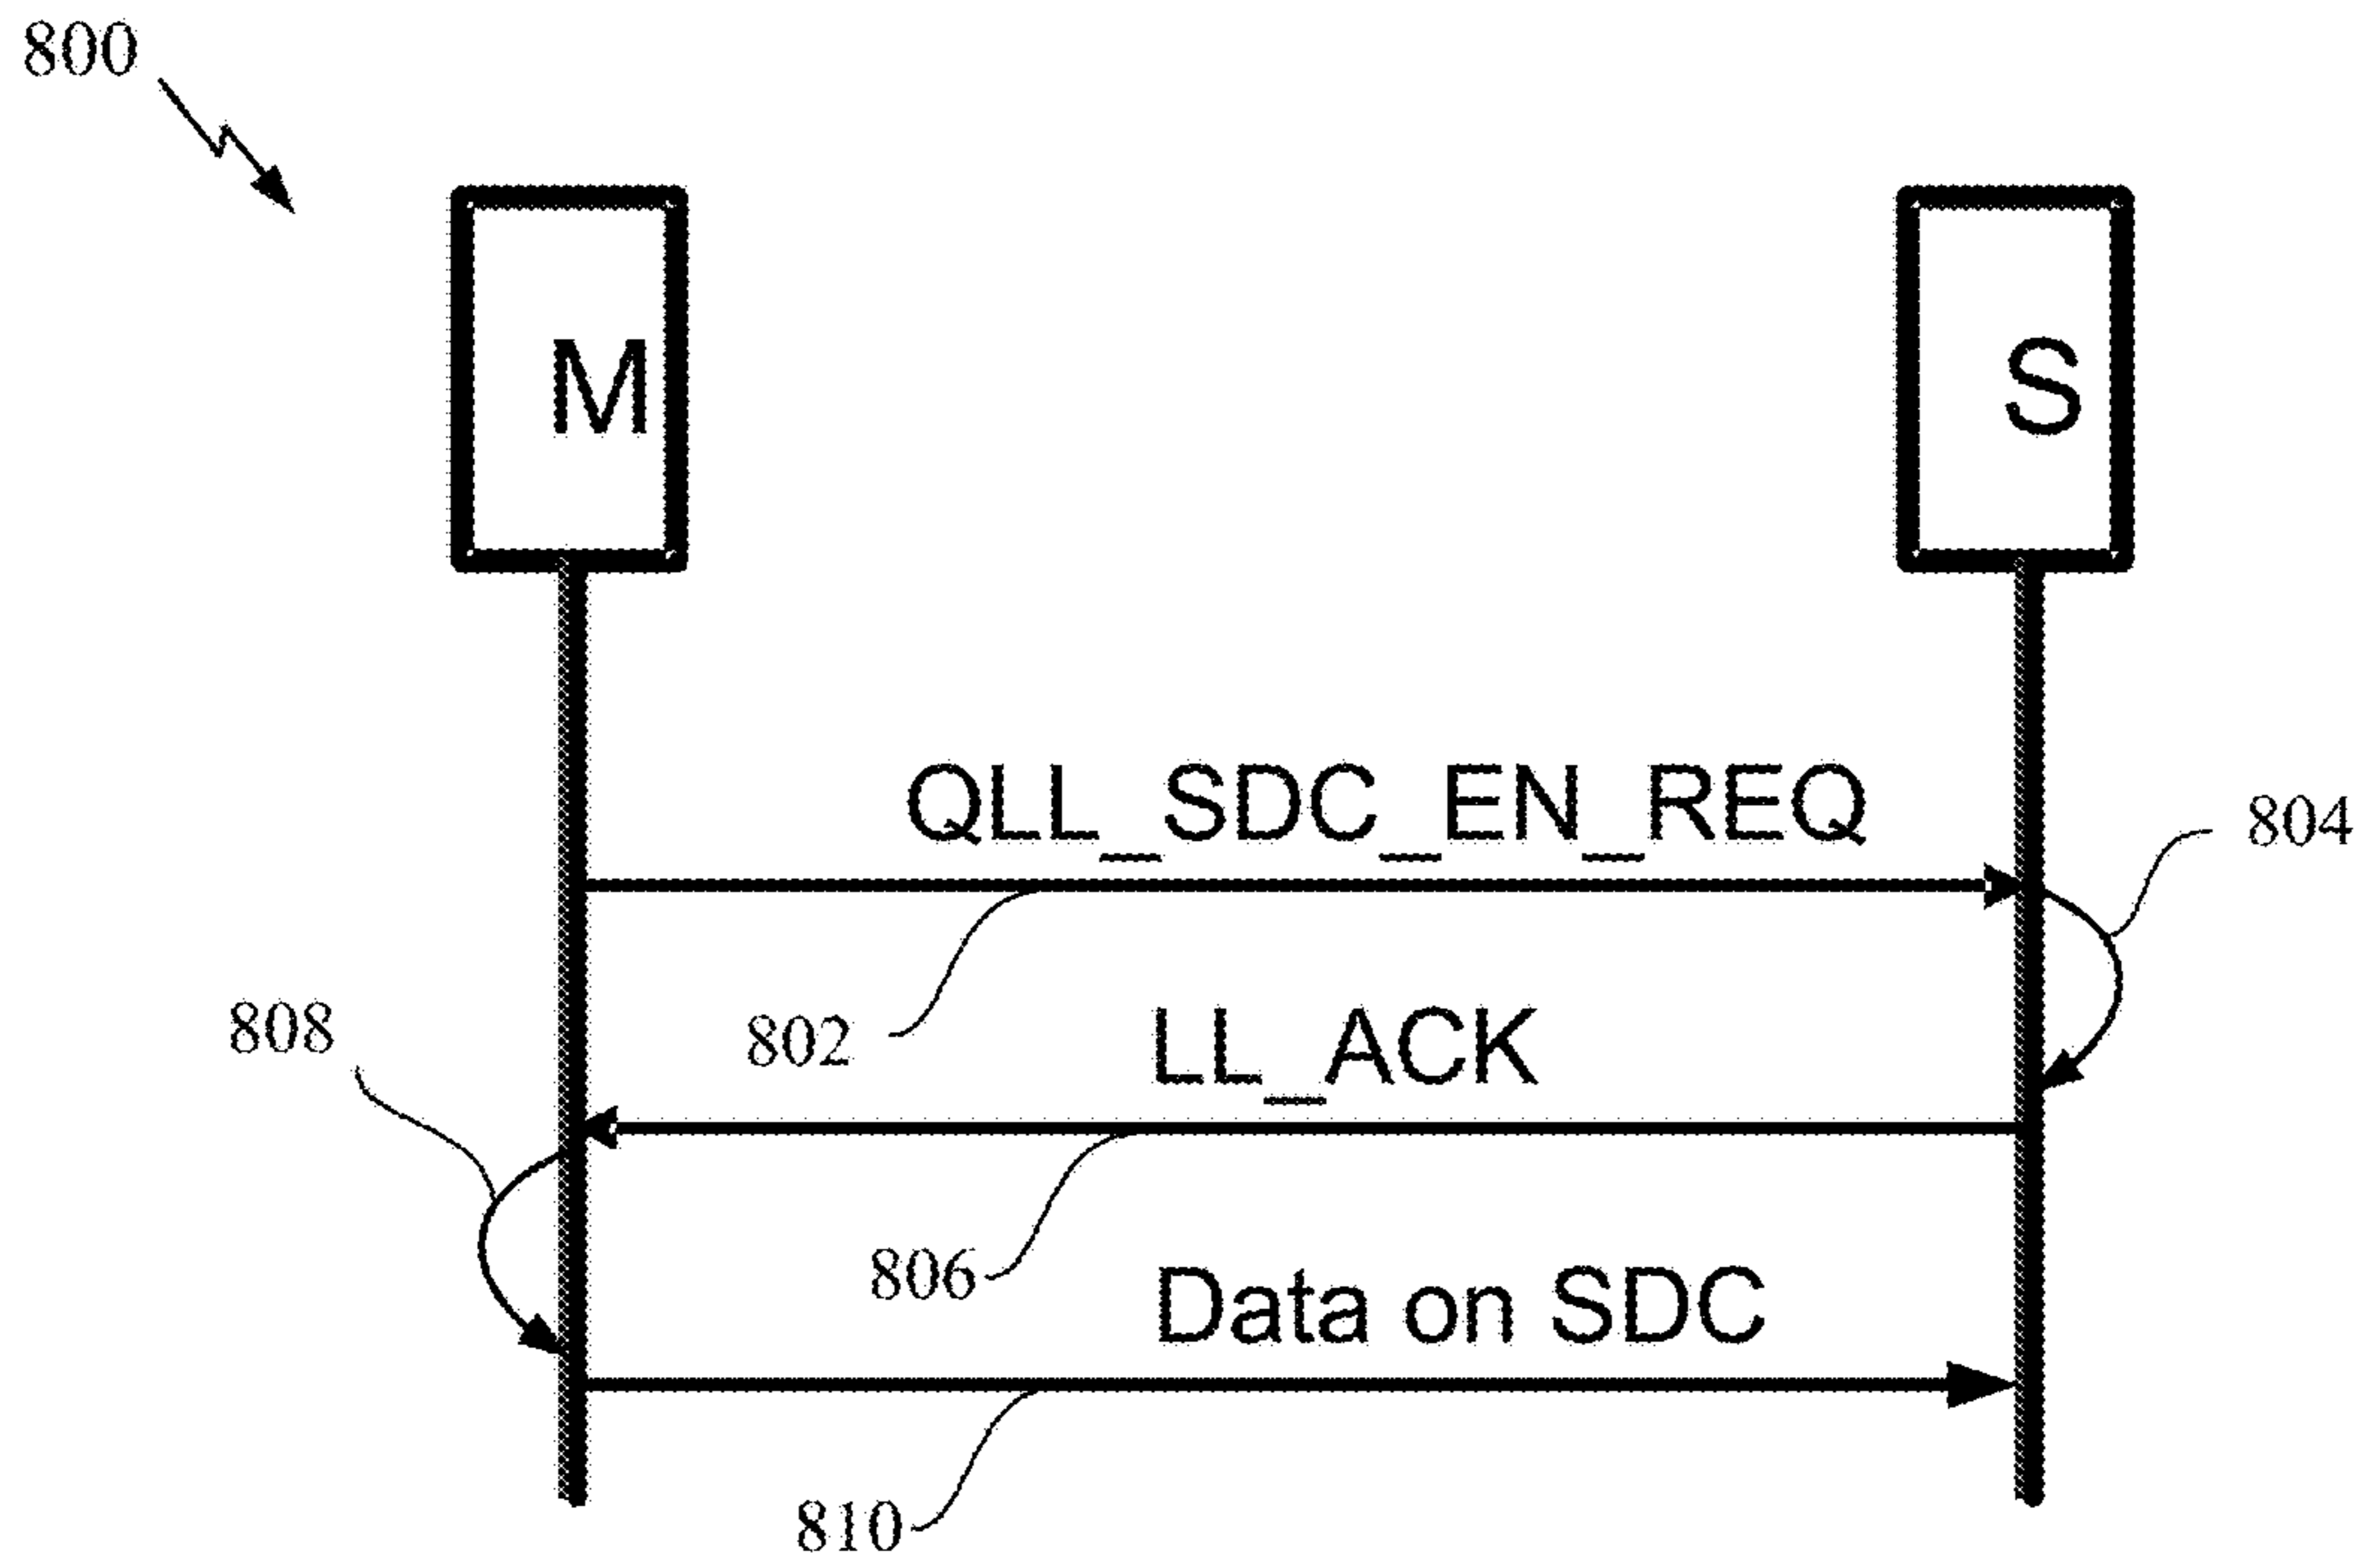 800
M
S
QLL_SDC_EN_REQ
804
802
LL_ACK
808
806
Data on SDC
810